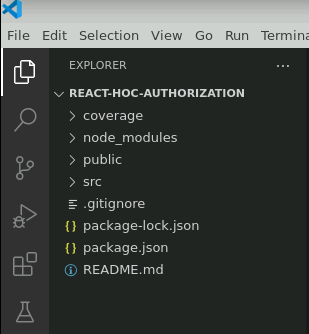 File Edit Selection View Go Run Termina
EXPLORER ...
REACT-HOC-AUTHORIZATION
coverage
node_modules
public
src
.gitignore
{} package-lock.json
{} package.json
README.md